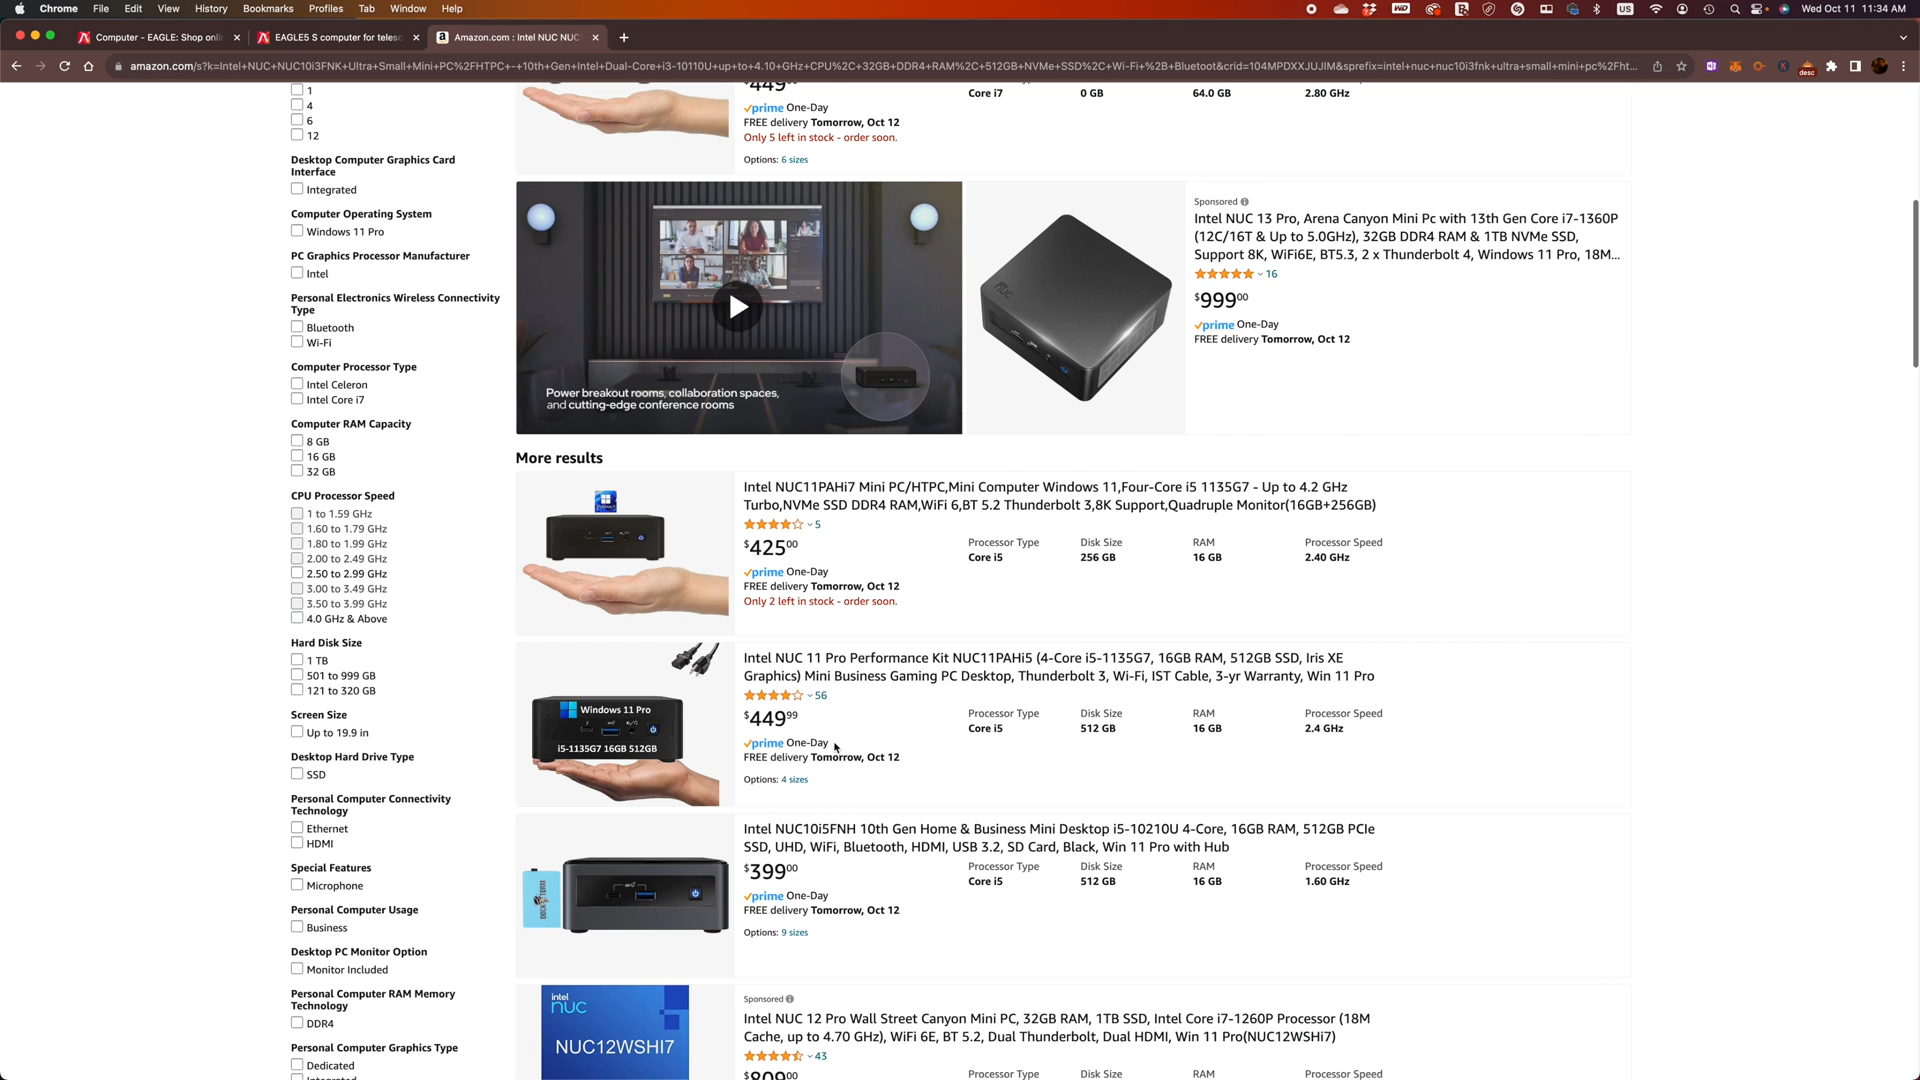 Chrome File Edit View History Bookmarks Profiles Tab Window Help
WD US Wed Oct 11 11:34 AM
Computer - EAGLE: Shop onli
EAGLE5 S computer for telesc
Amazon.com : Intel NUC NUC
amazon.com/s?k=Intel+NUC+NUC10i3FNK+Ultra+Small+Mini+PC%2FHTPC+-+10th+Gen+Intel+Dual-Core+i3-10110U+up+to+4.10+GHz+CPU%2C+32GB+DDR4+RAM%2C+512GB+NVMe+SSD%2C+Wi-Fi+%2B+Bluetoot&crid=104MPDXXJUJIM&sprefix=intel+nuc+nuc10i3fnk+ultra+small+mini+pc%2Fht...
desc
1
4
6
12
Desktop Computer Graphics Card
Interface
Integrated
Computer Operating System
Windows 11 Pro
PC Graphics Processor Manufacturer
Intel
Personal Electronics Wireless Connectivity
Type
Bluetooth
Wi-Fi
Computer Processor Type
Intel Celeron
Intel Core i7
Computer RAM Capacity
8 GB
16 GB
32 GB
CPU Processor Speed
1 to 1.59 GHz
1.60 to 1.79 GHz
1.80 to 1.99 GHz
2.00 to 2.49 GHz
2.50 to 2.99 GHz
3.00 to 3.49 GHz
3.50 to 3.99 GHz
4.0 GHz & Above
Hard Disk Size
1 TB
501 to 999 GB
121 to 320 GB
Screen Size
Up to 19.9 in
Desktop Hard Drive Type
SSD
Personal Computer Connectivity
Technology
Ethernet
HDMI
Special Features
Microphone
Personal Computer Usage
Business
Desktop PC Monitor Option
Monitor Included
Personal Computer RAM Memory
Technology
DDR4
Personal Computer Graphics Type
Dedicated
Integrated
449
Core i7 0 GB 64.0 GB 2.80 GHz
prime One-Day
FREE delivery Tomorrow, Oct 12
Only 5 left in stock - order soon.
Options: 6 sizes
Power breakout rooms, collaboration spaces,
and cutting-edge conference rooms
Sponsored
Intel NUC 13 Pro, Arena Canyon Mini Pc with 13th Gen Core i7-1360P
(12C/16T & Up to 5.0GHz), 32GB DDR4 RAM & 1TB NVMe SSD,
Support 8K, WiFi6E, BT5.3, 2 x Thunderbolt 4, Windows 11 Pro, 18M...
16
$999 00
prime One-Day
FREE delivery Tomorrow, Oct 12
More results
Intel NUC11PAHi7 Mini PC/HTPC,Mini Computer Windows 11,Four-Core i5 1135G7 - Up to 4.2 GHz
Turbo,NVMe SSD DDR4 RAM,WiFi 6,BT 5.2 Thunderbolt 3,8K Support,Quadruple Monitor(16GB+256GB)
5
$425 00
Processor Type Disk Size RAM Processor Speed
Core i5 256 GB 16 GB 2.40 GHz
prime One-Day
FREE delivery Tomorrow, Oct 12
Only 2 left in stock - order soon.
Windows 11 Pro
i5-1135G7 16GB 512GB
Intel NUC 11 Pro Performance Kit NUC11PAHi5 (4-Core i5-1135G7, 16GB RAM, 512GB SSD, Iris XE
Graphics) Mini Business Gaming PC Desktop, Thunderbolt 3, Wi-Fi, IST Cable, 3-yr Warranty, Win 11 Pro
56
$449 99
Processor Type Disk Size RAM Processor Speed
Core i5 512 GB 16 GB 2.4 GHz
prime One-Day
FREE delivery Tomorrow, Oct 12
Options: 4 sizes
Intel NUC10i5FNH 10th Gen Home & Business Mini Desktop i5-10210U 4-Core, 16GB RAM, 512GB PCIe
SSD, UHD, WiFi, Bluetooth, HDMI, USB 3.2, SD Card, Black, Win 11 Pro with Hub
$399 00
Processor Type Disk Size RAM Processor Speed
Core i5 512 GB 16 GB 1.60 GHz
prime One-Day
FREE delivery Tomorrow, Oct 12
Options: 9 sizes
intel
nuc
NUC12WSHI7
Sponsored
Intel NUC 12 Pro Wall Street Canyon Mini PC, 32GB RAM, 1TB SSD, Intel Core i7-1260P Processor (18M
Cache, up to 4.70 GHz), WiFi 6E, BT 5.2, Dual Thunderbolt, Dual HDMI, Win 11 Pro(NUC12WSHi7)
43
$809 00
Processor Type Disk Size RAM Processor Speed